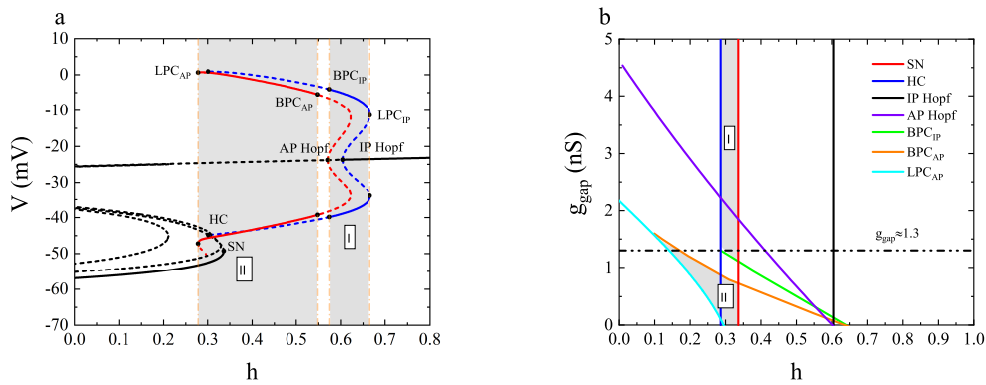 a
V (mV)
10
0
-10
-20
-30
-40
-50
-60
-70
LPC_AP
BPC_IP
BPC_AP
LPC_IP
AP Hopf
IP Hopf
HC
SN
I
II
0.0
0.1
0.2
0.3
0.4
0.5
0.6
0.7
0.8
h
b
g_gap (nS)
5
4
3
2
1
0
SN
HC
IP Hopf
AP Hopf
BPC_IP
BPC_AP
LPC_AP
I
g_gap≈1.3
II
0.0
0.1
0.2
0.3
0.4
0.5
0.6
0.7
0.8
0.9
1.0
h